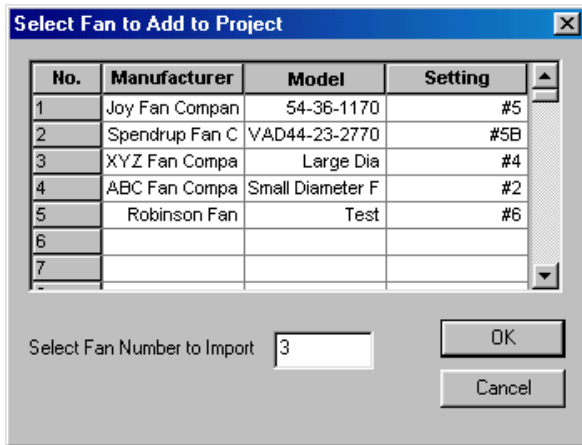 Select Fan to Add to Project
No. Manufacturer Model Setting
1 Joy Fan Compan 54-36-1170 #5
2 Spendrup Fan C VAD44-23-2770 #5B
3 XYZ Fan Compa Large Dia #4
4 ABC Fan Compa Small Diameter F #2
5 Robinson Fan Test #6
6
7
Select Fan Number to Import 3
OK
Cancel